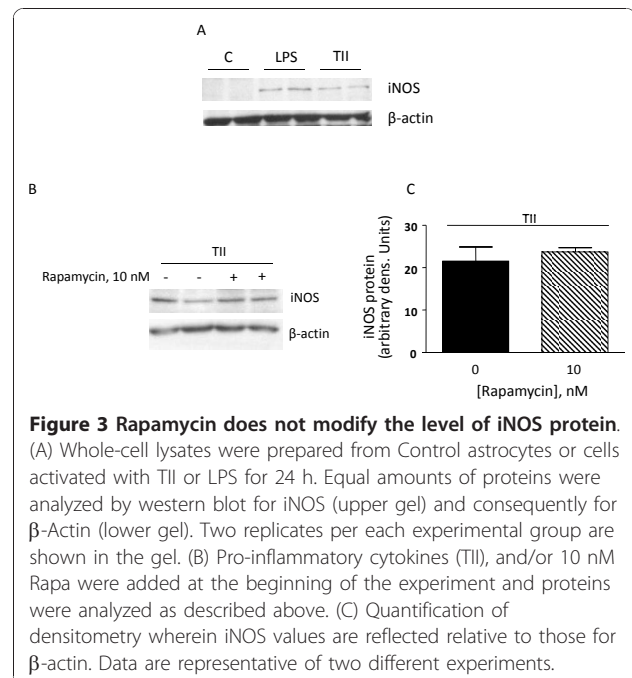 A
C LPS TII
iNOS
β-actin
B
TII
Rapamycin, 10 nM - - + +
iNOS
β-actin
C
TII
iNOS protein
(arbitrary dens. Units)
30
20
10
0
0 10
[Rapamycin], nM
Figure 3 Rapamycin does not modify the level of iNOS protein.
(A) Whole-cell lysates were prepared from Control astrocytes or cells
activated with TII or LPS for 24 h. Equal amounts of proteins were
analyzed by western blot for iNOS (upper gel) and consequently for
β-Actin (lower gel). Two replicates per each experimental group are
shown in the gel. (B) Pro-inflammatory cytokines (TII), and/or 10 nM
Rapa were added at the beginning of the experiment and proteins
were analyzed as described above. (C) Quantification of
densitometry wherein iNOS values are reflected relative to those for
β-actin. Data are representative of two different experiments.